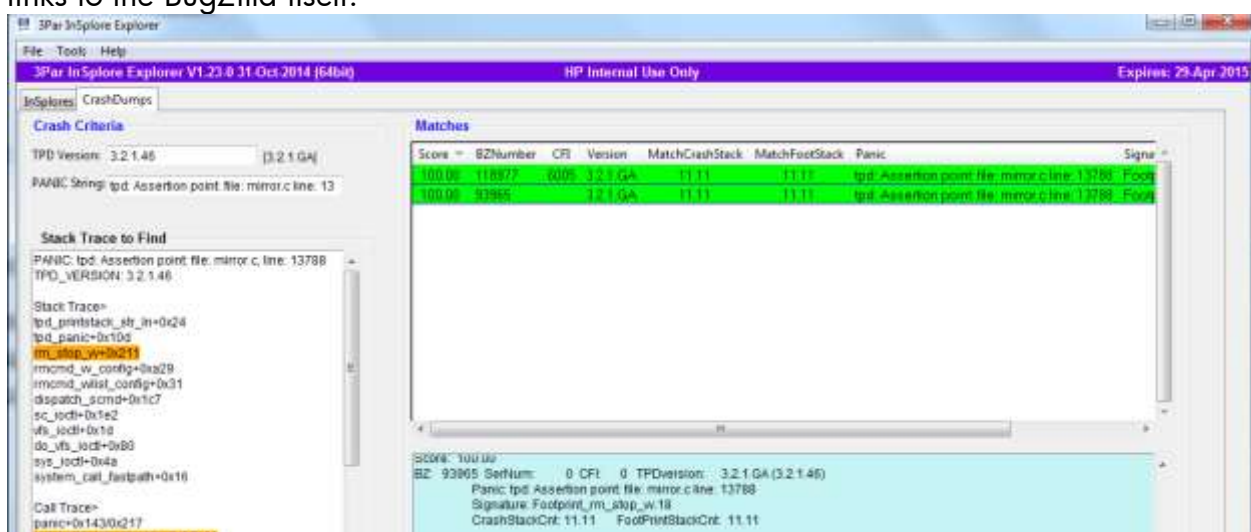 links to the BugZilla itself.
3Par InSplore Explorer
File Tools Help
3Par InSplore Explorer V1.23.0 31-Oct-2014 (64bit) HP Internal Use Only Expires: 29-Apr-2015
InSplores CrashDumps
Crash Criteria
TPD Version: 3.2.1.46 [3.2.1.GA]
PANIC String: tpd: Assertion point: file: mirror.c line: 13
Stack Trace to Find
PANIC: tpd: Assertion point: file: mirror.c, line: 13788
TPD_VERSION: 3.2.1.46
Stack Trace>
tpd_printstack_str_in+0x24
tpd_panic+0x10d
rm_stop_w+0x211
rmcmd_w_config+0xa29
rmcmd_wlist_config+0x31
dispatch_scmd+0x1c7
sc_ioctl+0x1e2
vfs_ioctl+0x1d
do_vfs_ioctl+0x80
sys_ioctl+0x4a
system_call_fastpath+0x16
Call Trace>
panic+0x143/0x217
Matches
Score BZNumber CFI Version MatchCrashStack MatchFootStack Panic Signa
100.00 118977 6005 3.2.1.GA 11.11 11.11 tpd: Assertion point: file: mirror.c line: 13788 Footp
100.00 93965 3.2.1.GA 11.11 11.11 tpd: Assertion point: file: mirror.c line: 13788 Footp
Score: 100.00
BZ 93965 SerNum: 0 CFI: 0 TPDversion: 3.2.1.GA (3.2.1.46)
Panic: tpd: Assertion point: file: mirror.c line: 13788
Signature: Footprint_rm_stop_w.18
CrashStackCnt: 11.11 FootPrintStackCnt: 11.11